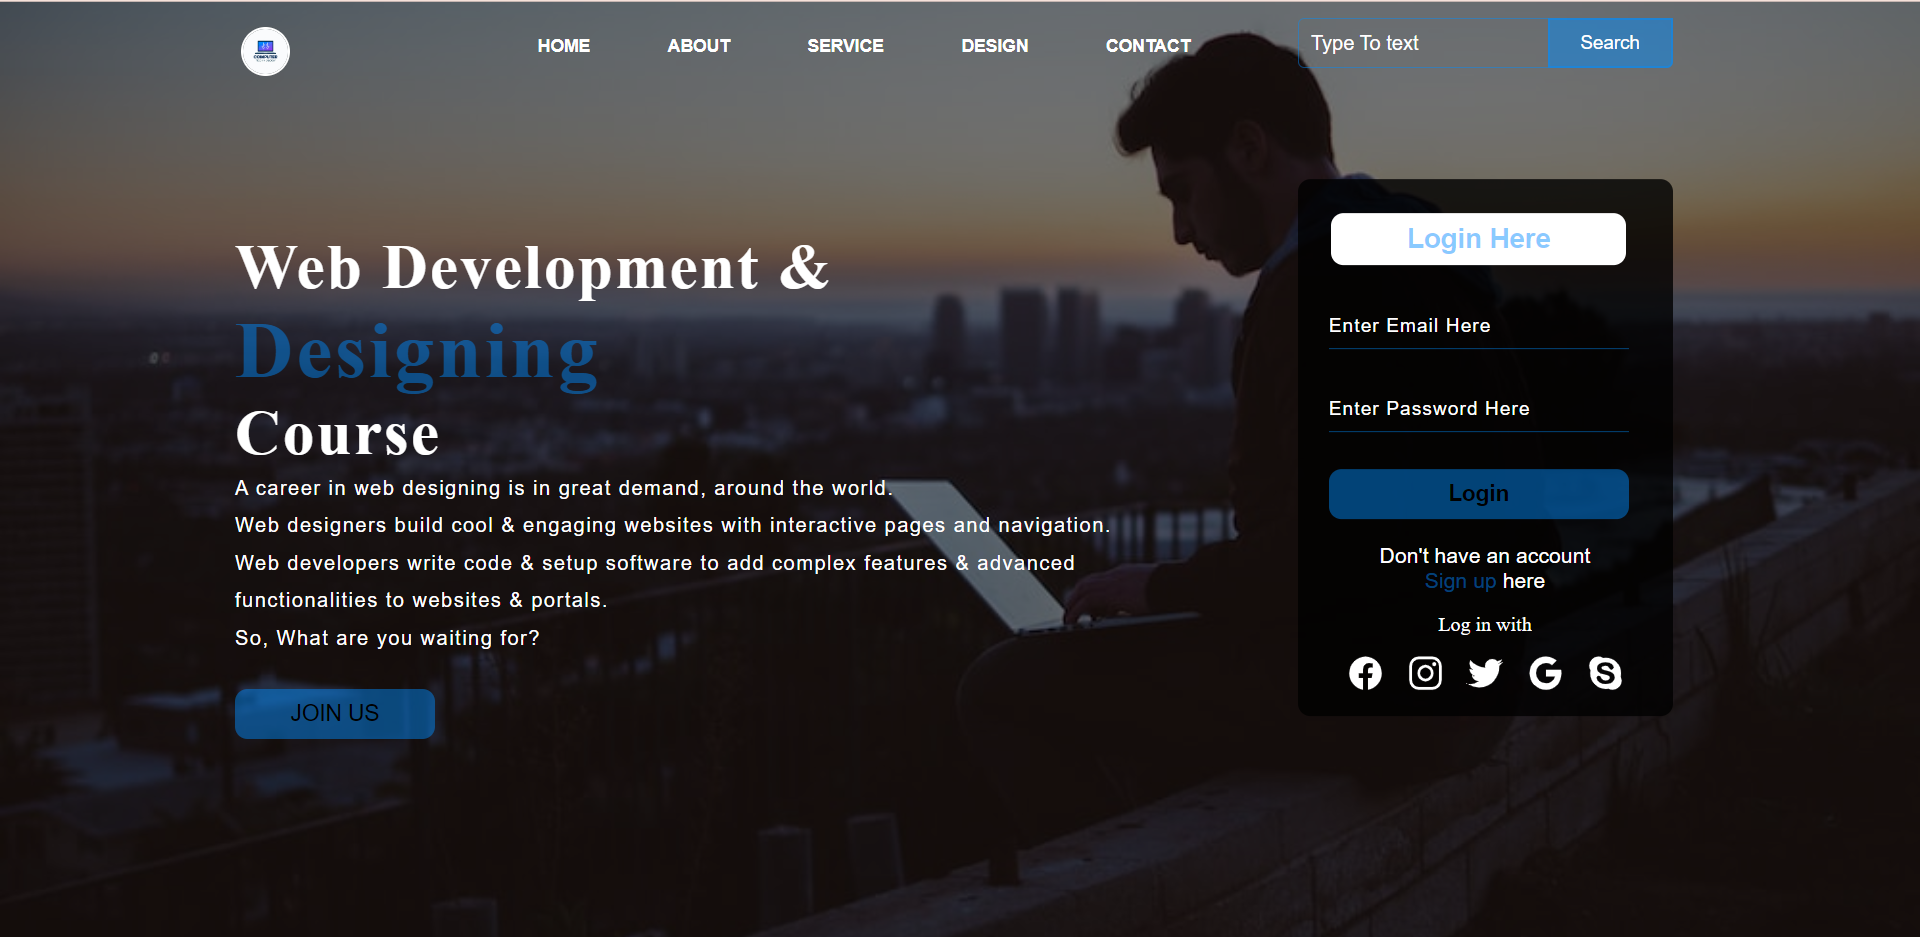 COMPUTER
HOME ABOUT SERVICE DESIGN CONTACT
Type To text Search
Web Development &
Designing
Course
A career in web designing is in great demand, around the world.
Web designers build cool & engaging websites with interactive pages and navigation.
Web developers write code & setup software to add complex features & advanced
functionalities to websites & portals.
So, What are you waiting for?
JOIN US
Login Here
Enter Email Here
Enter Password Here
Login
Don't have an account
Sign up here
Log in with